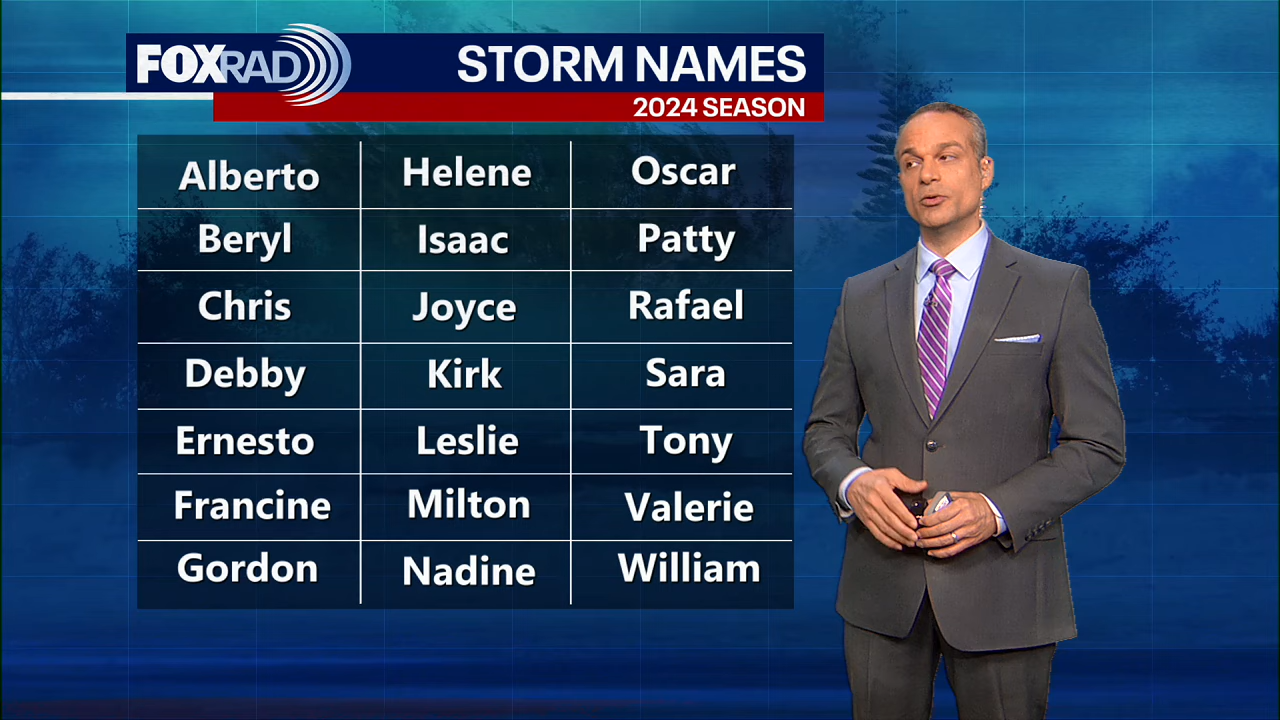 FOXRAD
STORM NAMES
2024 SEASON
Alberto Helene Oscar
Beryl Isaac Patty
Chris Joyce Rafael
Debby Kirk Sara
Ernesto Leslie Tony
Francine Milton Valerie
Gordon Nadine William